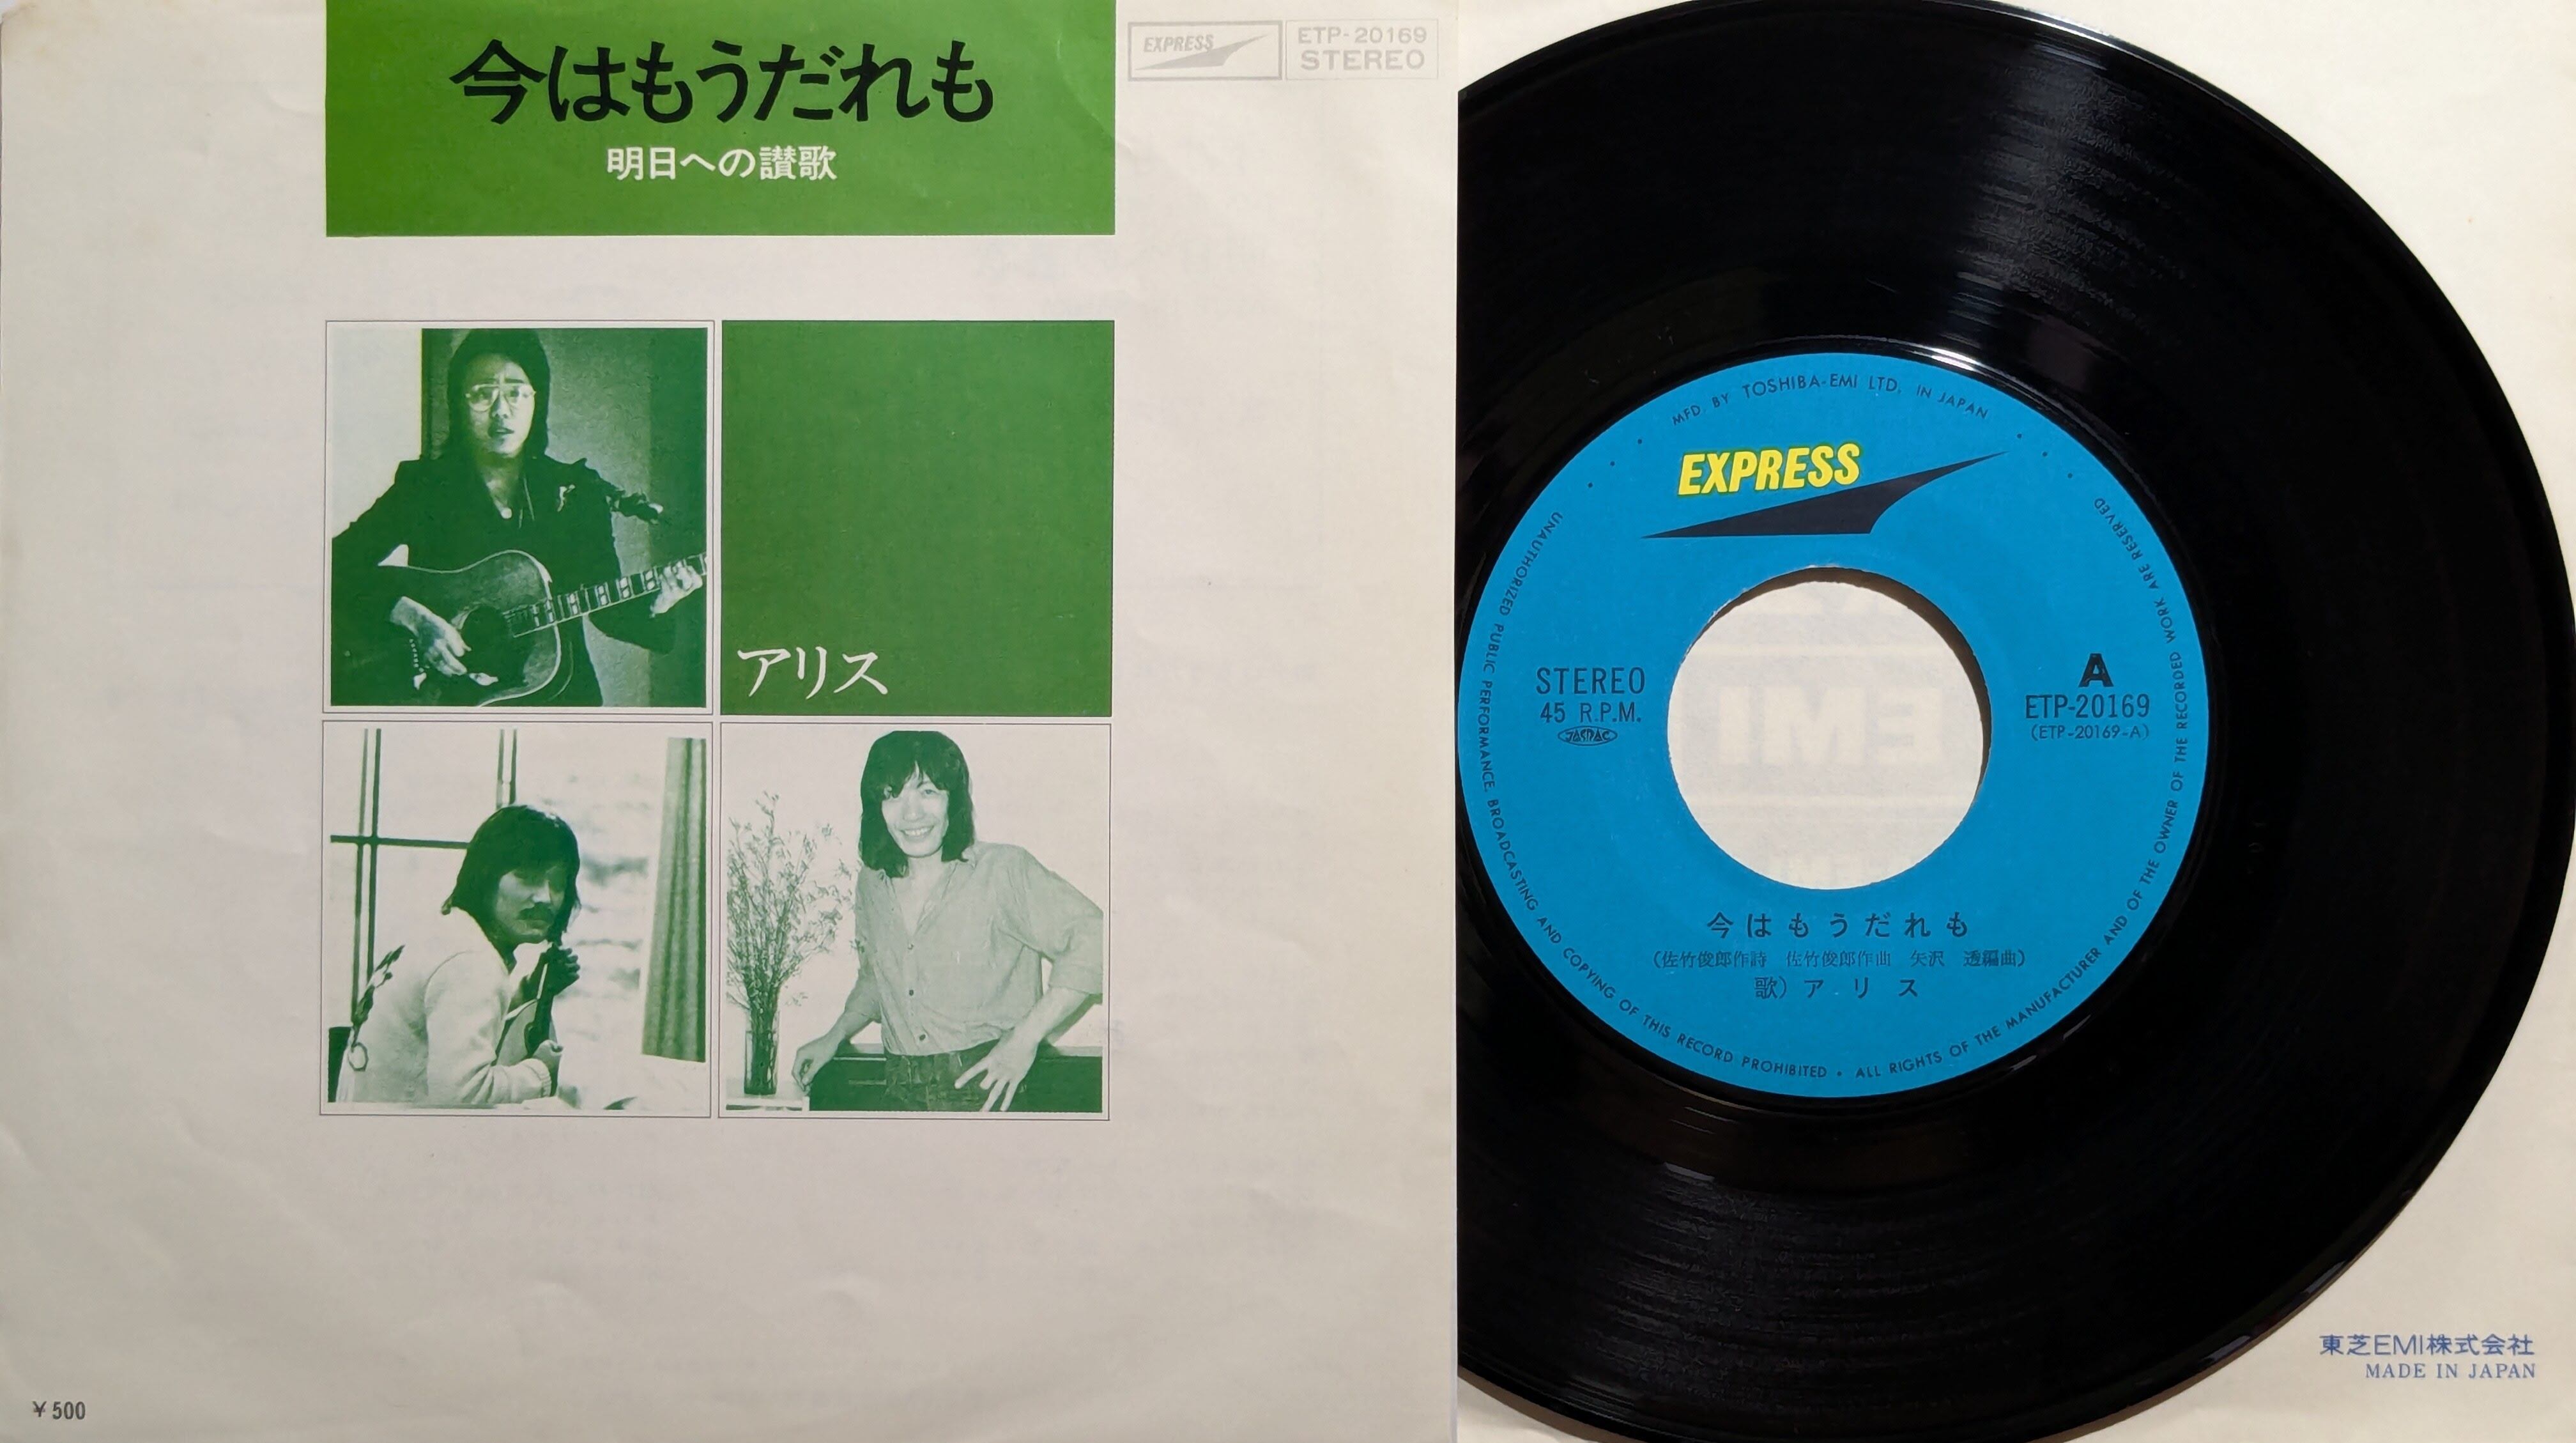 今はもうだれも
明日への讃歌
EXPRESS
ETP-20169
STEREO
アリス
¥500
MFD. BY TOSHIBA-EMI LTD. IN JAPAN
EXPRESS
STEREO
45 R.P.M.
JASRAC
A
ETP-20169
(ETP-20169-A)
EMI
今はもうだれも
(佐竹俊郎作詩 佐竹俊郎作曲 矢沢 透編曲)
歌) アリス
UNAUTHORIZED PUBLIC PERFORMANCE, BROADCASTING AND COPYING OF THIS RECORD PROHIBITED • ALL RIGHTS OF THE MANUFACTURER AND OF THE OWNER OF THE RECORDED WORK ARE RESERVED
東芝EMI株式会社
MADE IN JAPAN